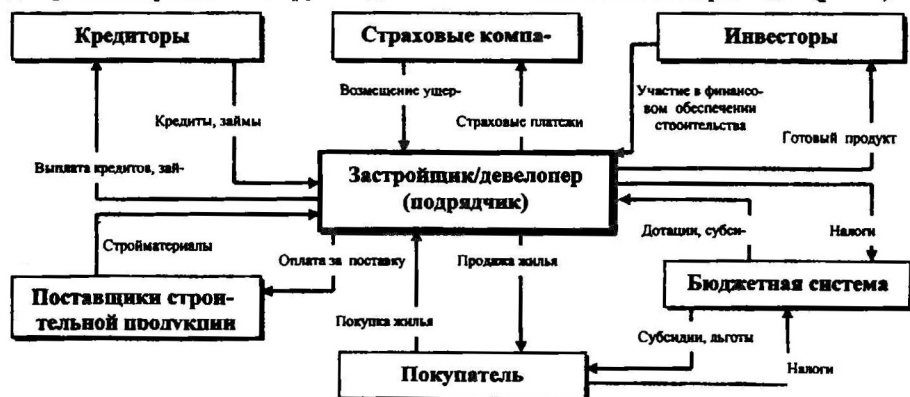 Кредиторы
Страховые компа-
Инвесторы
Возмещение ущер-
Участие в финансо-
вом обеспечении
строительства
Кредиты, займы
Страховые платежи
Готовый продукт
Выплата кредитов, зай-
Застройщик/девелопер
(подрядчик)
Стройматериалы
Оплата за поставку
Продажа жилья
Дотации, субси-
Налоги
Поставщики строи-
тельной продукции
Бюджетная система
Покупка жилья
Субсидии, льготы
Налоги
Покупатель